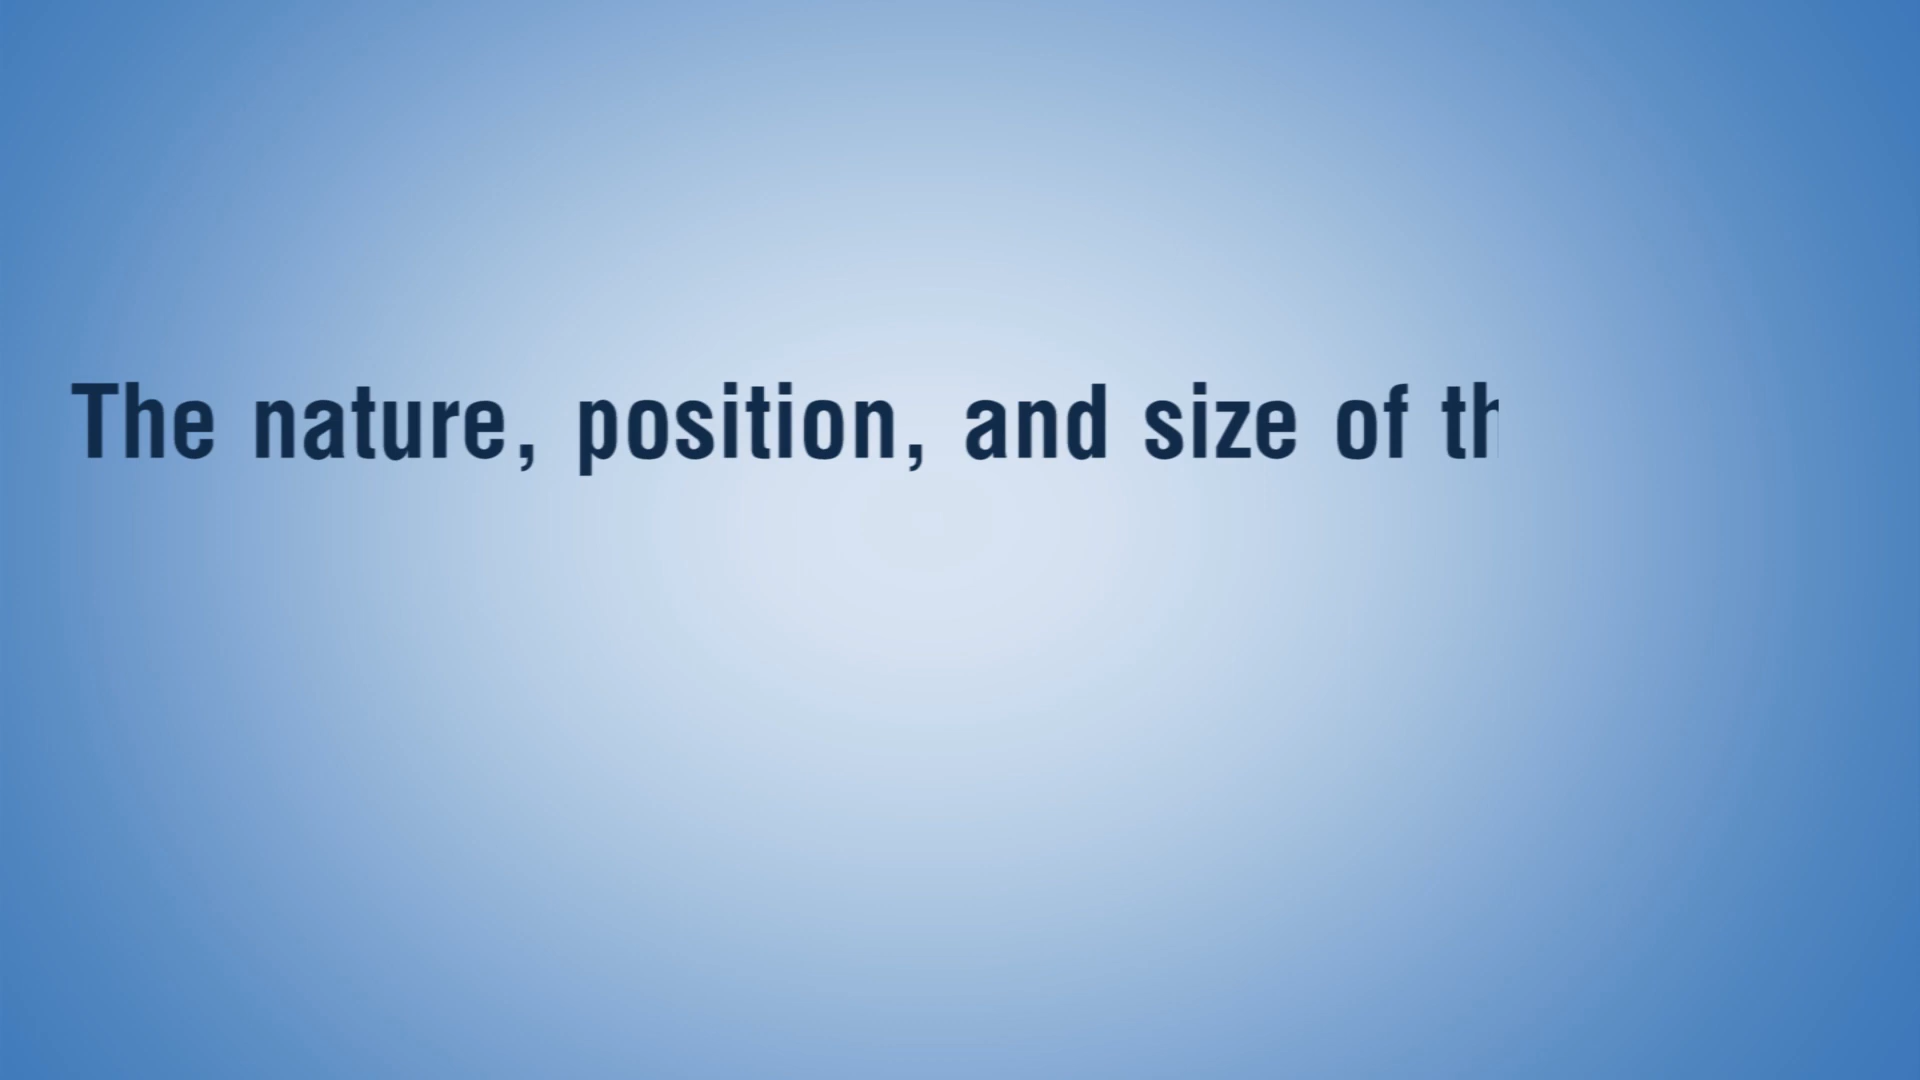 The nature, position, and size of th